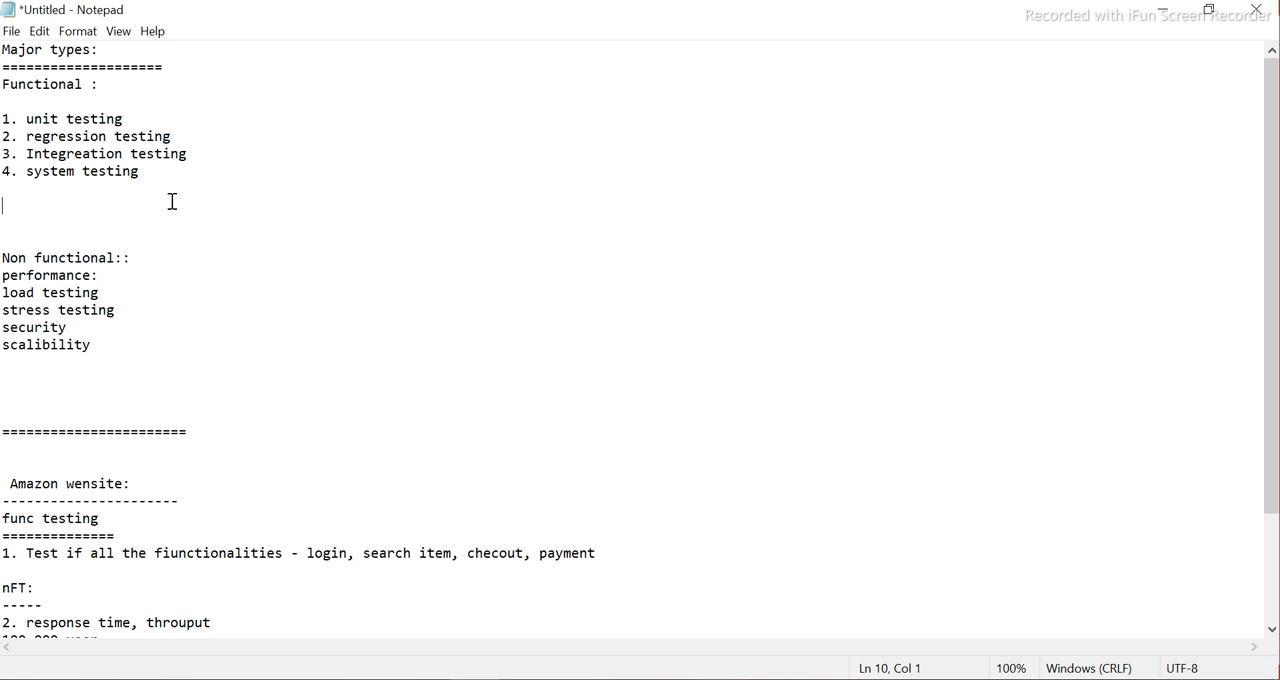 *Untitled - Notepad
Recorded with iFun Screen Recorder
File Edit Format View Help
Major types:
====================
Functional :
1. unit testing
2. regression testing
3. Integreation testing
4. system testing
Non functional::
performance:
load testing
stress testing
security
scalibility
=======================
Amazon wensite:
----------------------
func testing
==============
1. Test if all the fiunctionalities - login, search item, checout, payment
nFT:
-----
2. response time, throuput
Ln 10, Col 1 100% Windows (CRLF) UTF-8